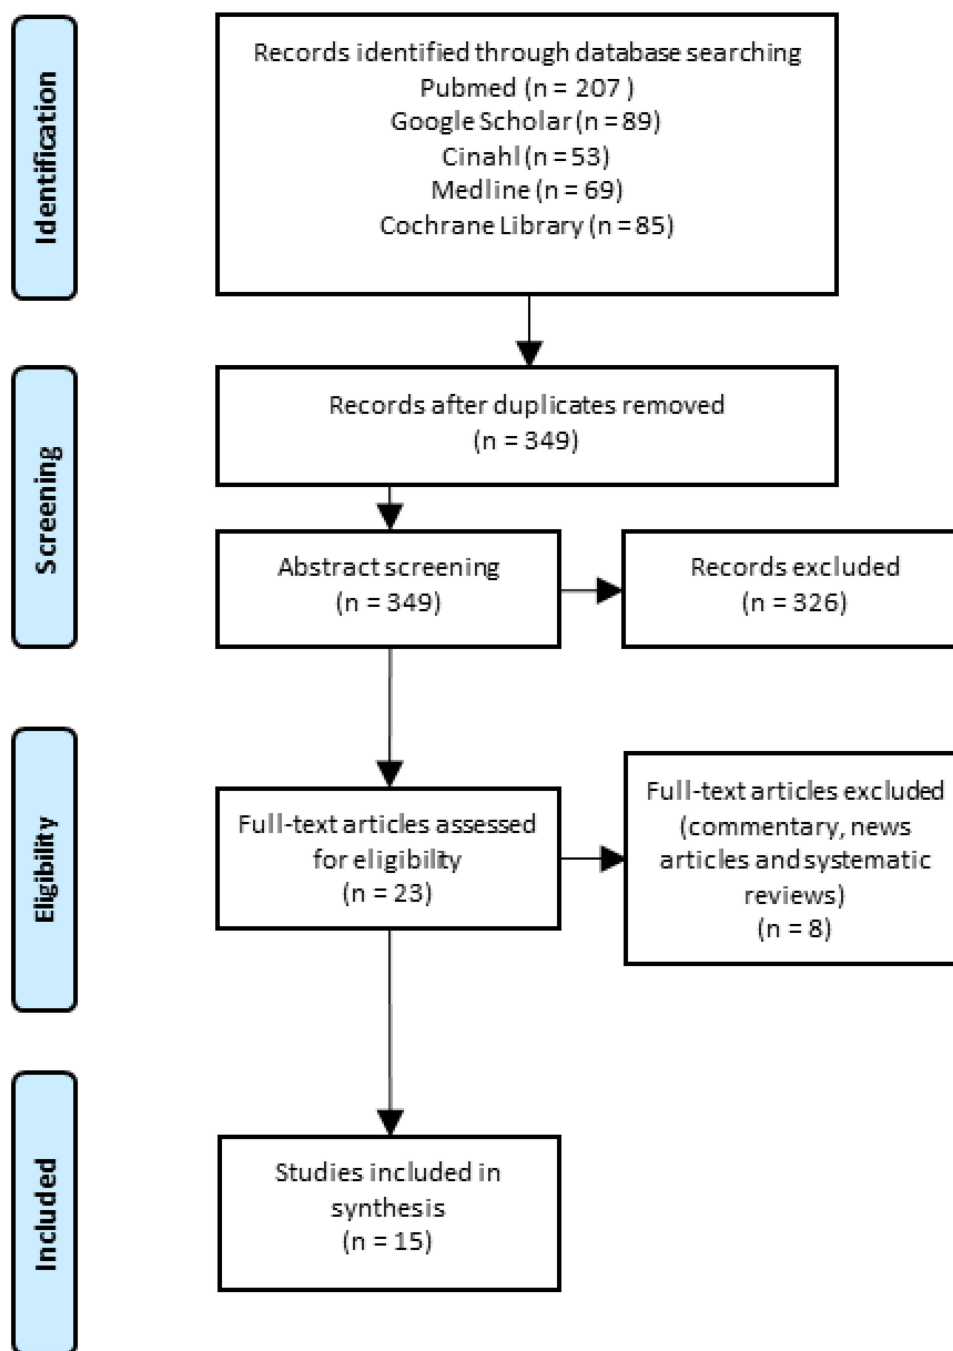 Identification
Records identified through database searching
Pubmed (n = 207 )
Google Scholar (n = 89)
Cinahl (n = 53)
Medline (n = 69)
Cochrane Library (n = 85)
Screening
Records after duplicates removed
(n = 349)
Abstract screening
(n = 349)
Records excluded
(n = 326)
Eligibility
Full-text articles assessed
for eligibility
(n = 23)
Full-text articles excluded
(commentary, news
articles and systematic
reviews)
(n = 8)
Included
Studies included in
synthesis
(n = 15)